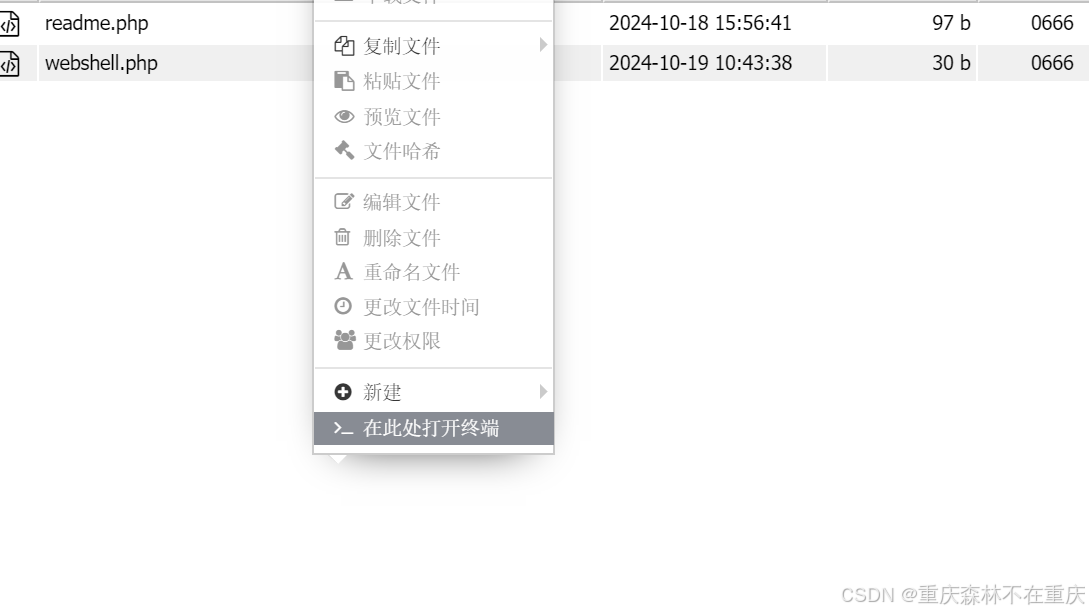 readme.php 2024-10-18 15:56:41 97 b 0666
webshell.php 2024-10-19 10:43:38 30 b 0666
复制文件
粘贴文件
预览文件
文件哈希
编辑文件
删除文件
重命名文件
更改文件时间
更改权限
新建
在此处打开终端
CSDN @重庆森林不在重庆